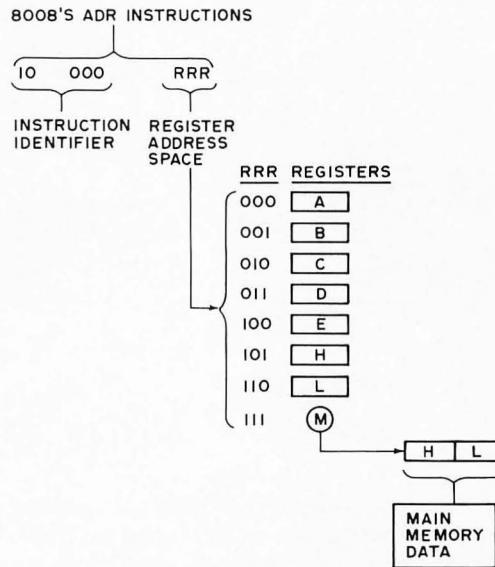 8008'S ADR INSTRUCTIONS
10 000 RRR
INSTRUCTION IDENTIFIER
REGISTER ADDRESS SPACE
RRR REGISTERS
000 A
001 B
010 C
011 D
100 E
101 H
110 L
111 M
H L
MAIN
MEMORY
DATA